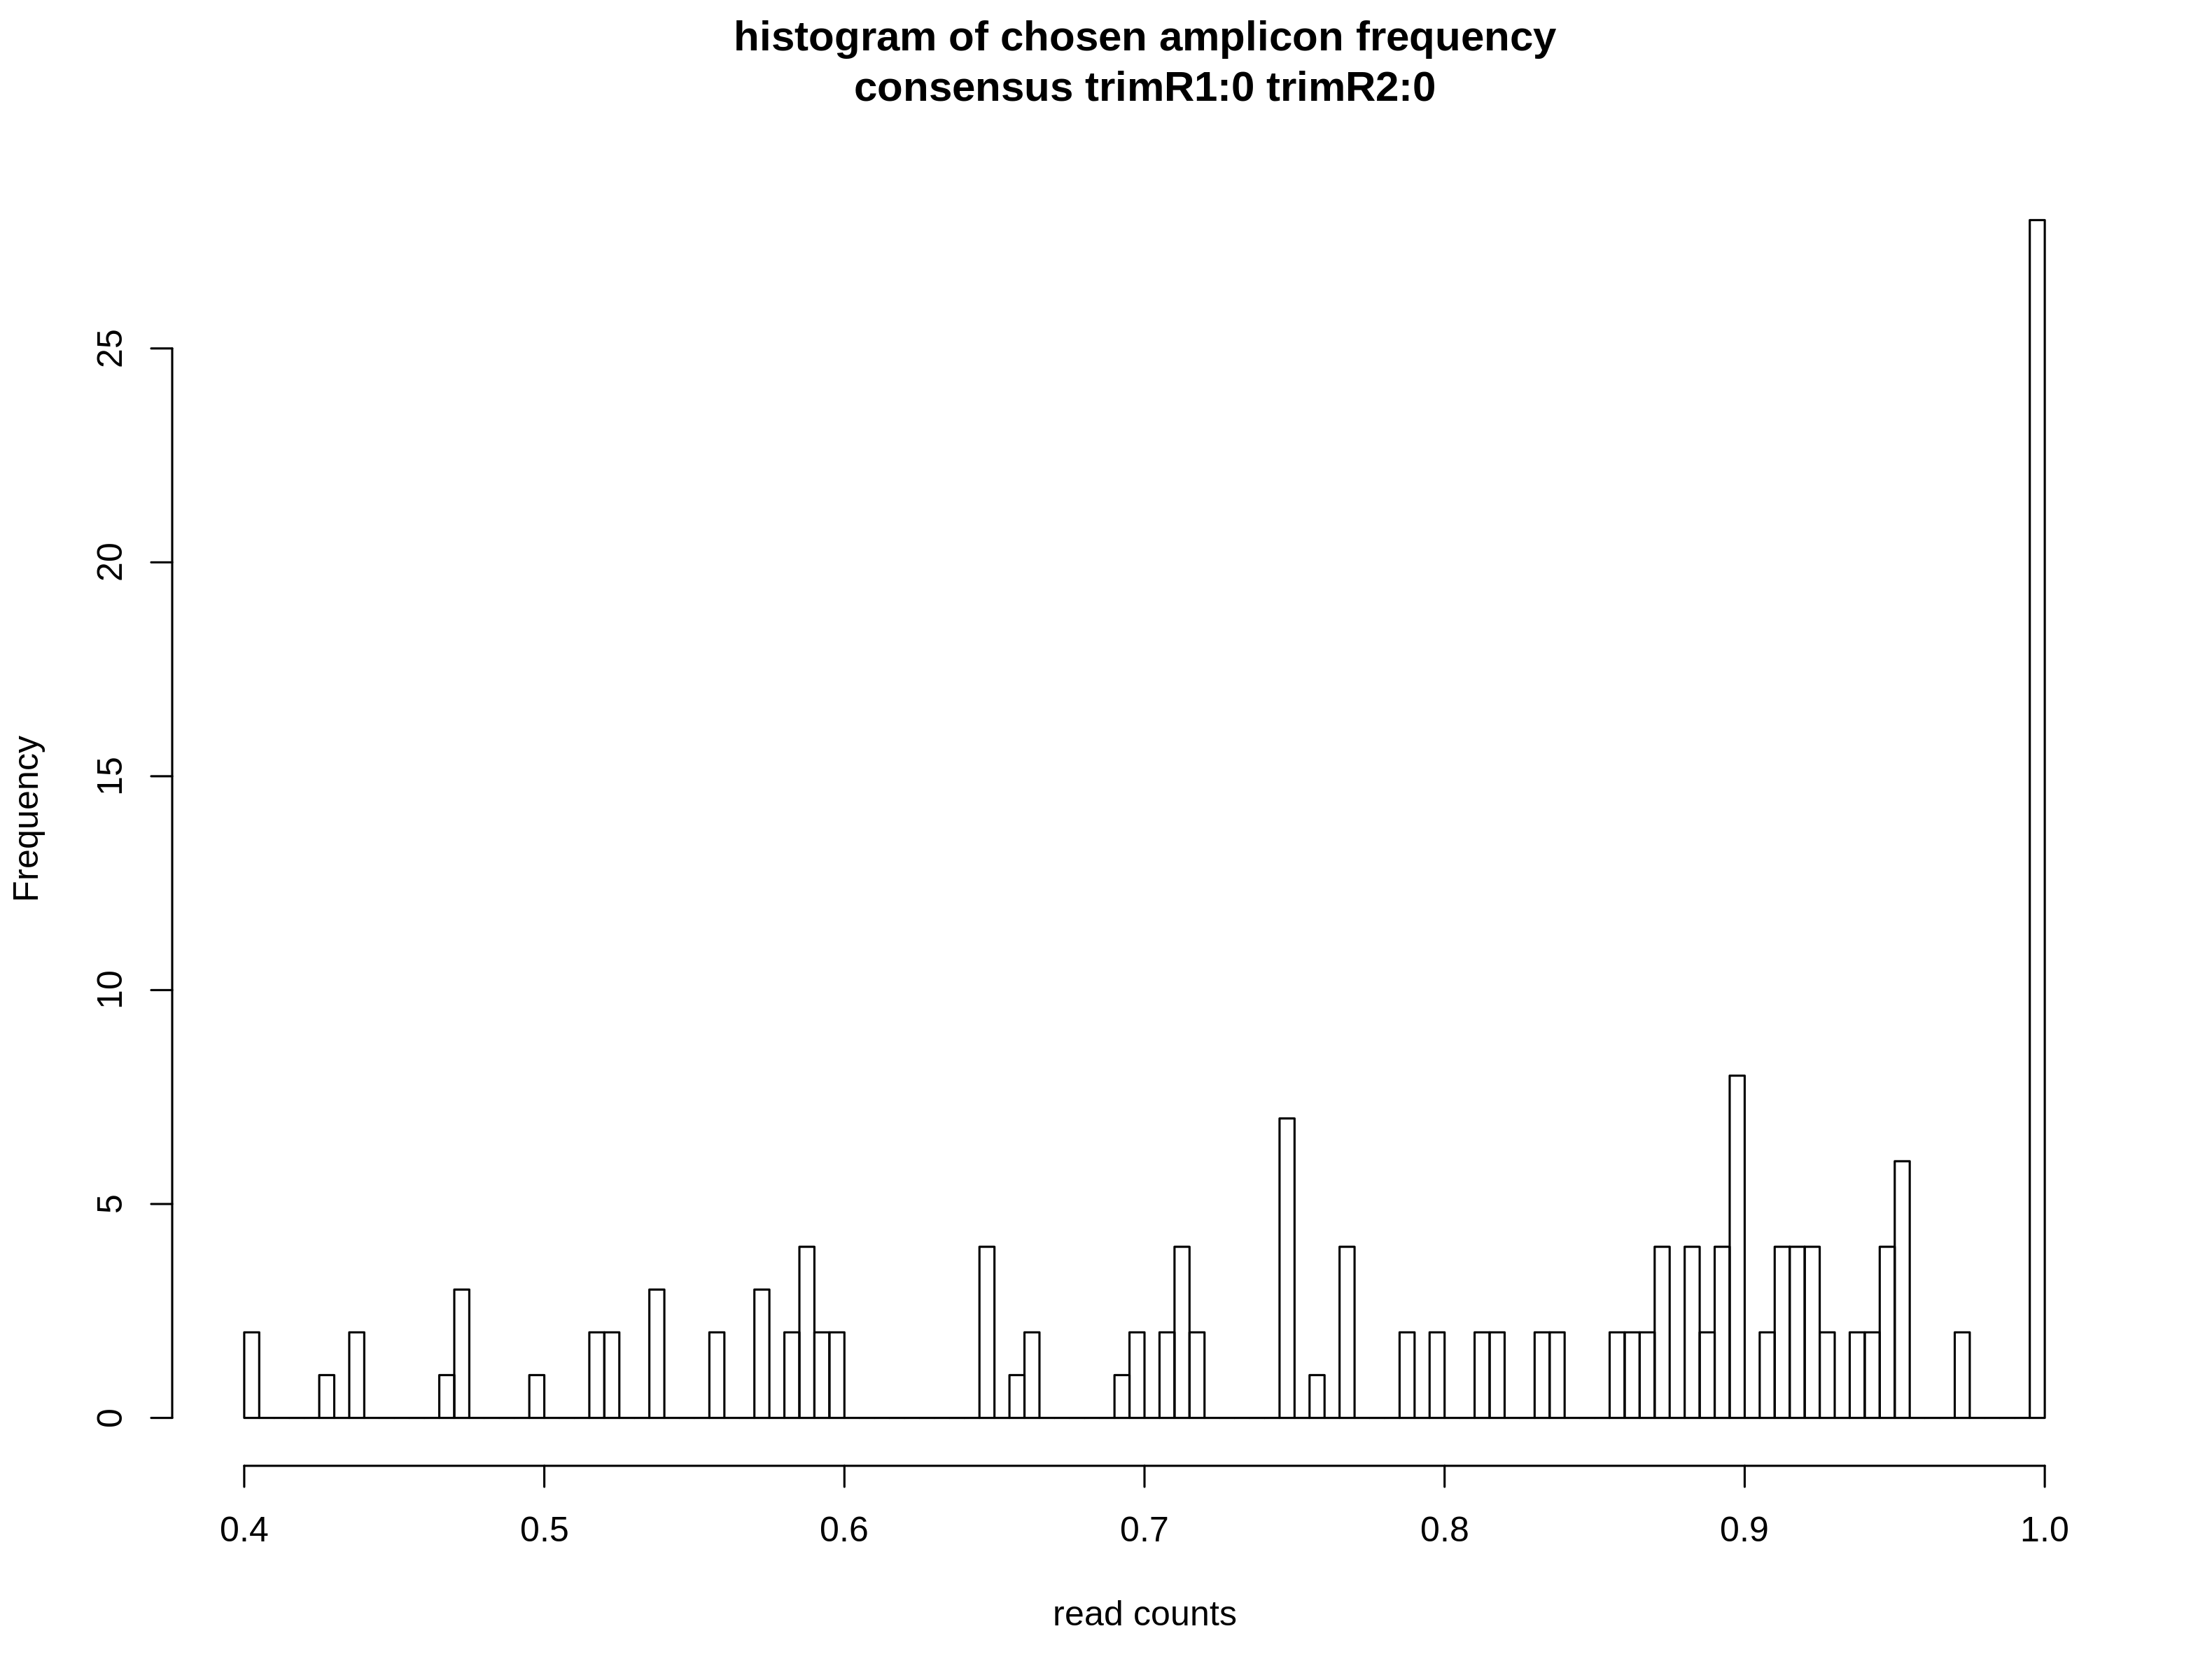 histogram of chosen amplicon frequency
consensus trimR1:0 trimR2:0
Frequency
25
20
15
10
5
0
0.4 0.5 0.6 0.7 0.8 0.9 1.0
read counts